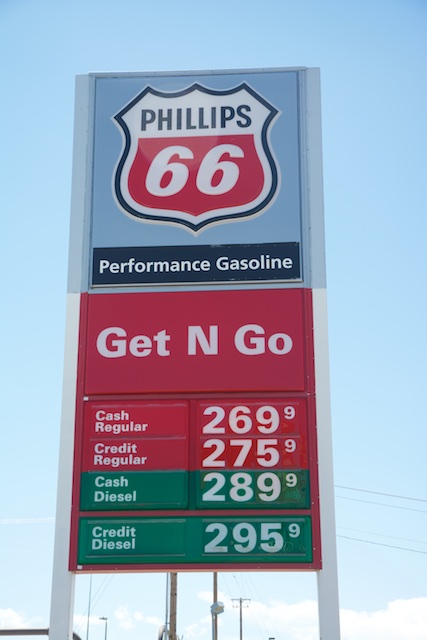 PHILLIPS
66
Performance Gasoline
Get N Go
Cash
Regular
269 9
Credit
Regular
275 9
Cash
Diesel
289 9
Credit
Diesel
295 9